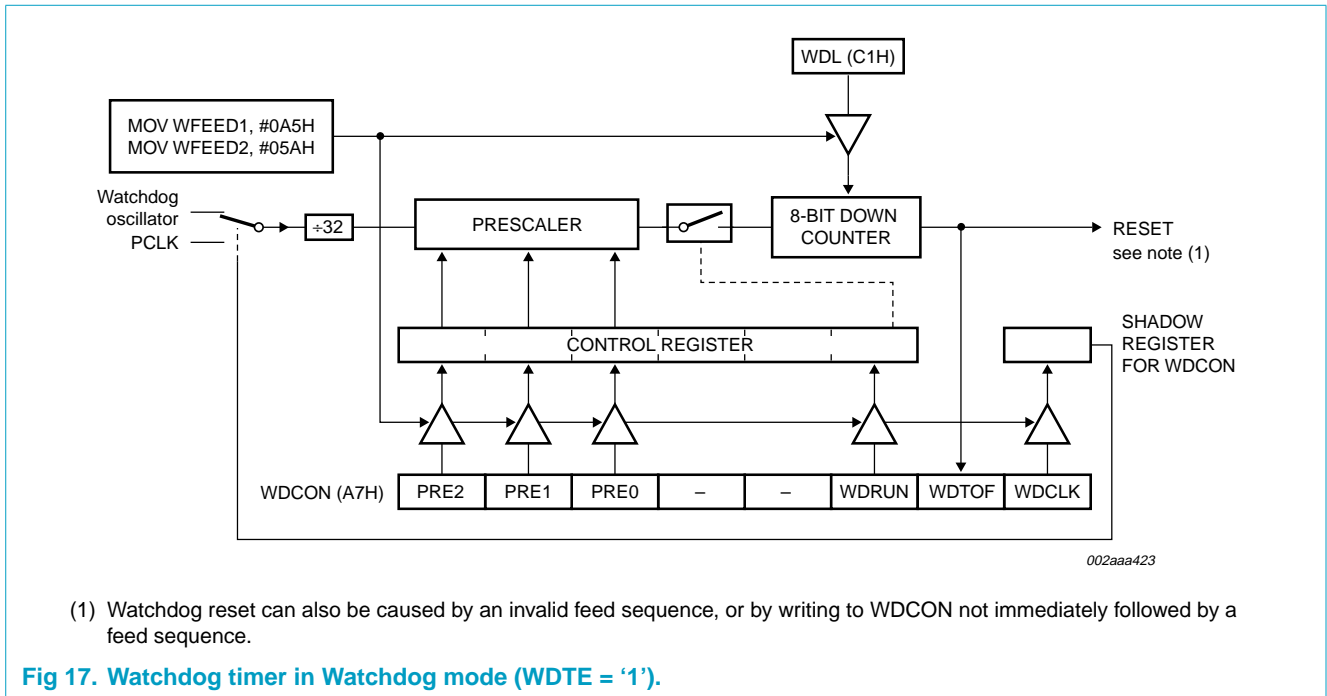 WDL (C1H)
MOV WFEED1, #0A5H
MOV WFEED2, #05AH
Watchdog
oscillator
PCLK
÷32
PRESCALER
8-BIT DOWN
COUNTER
RESET
see note (1)
CONTROL REGISTER
SHADOW
REGISTER
FOR WDCON
WDCON (A7H)
PRE2
PRE1
PRE0
–
–
WDRUN
WDTOF
WDCLK
002aaa423
(1) Watchdog reset can also be caused by an invalid feed sequence, or by writing to WDCON not immediately followed by a
feed sequence.
Fig 17. Watchdog timer in Watchdog mode (WDTE = ‘1’).